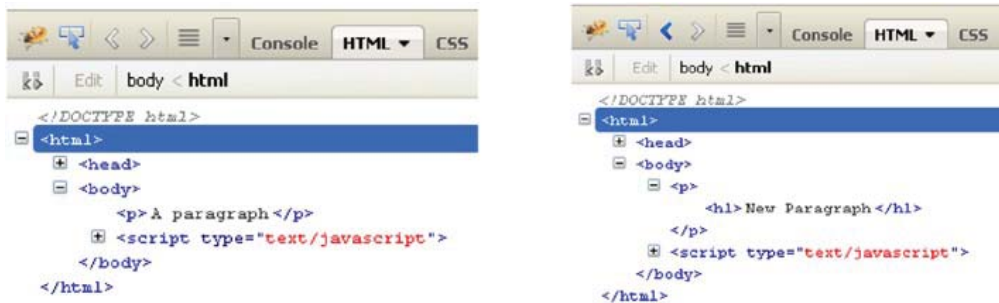 Console HTML CSS
Edit body < html
<!DOCTYPE html>
<html>
<head>
<body>
<p>A paragraph</p>
<script type="text/javascript">
</body>
</html>
Console HTML CSS
Edit body < html
<!DOCTYPE html>
<html>
<head>
<body>
<p>
<h1>New Paragraph</h1>
</p>
<script type="text/javascript">
</body>
</html>